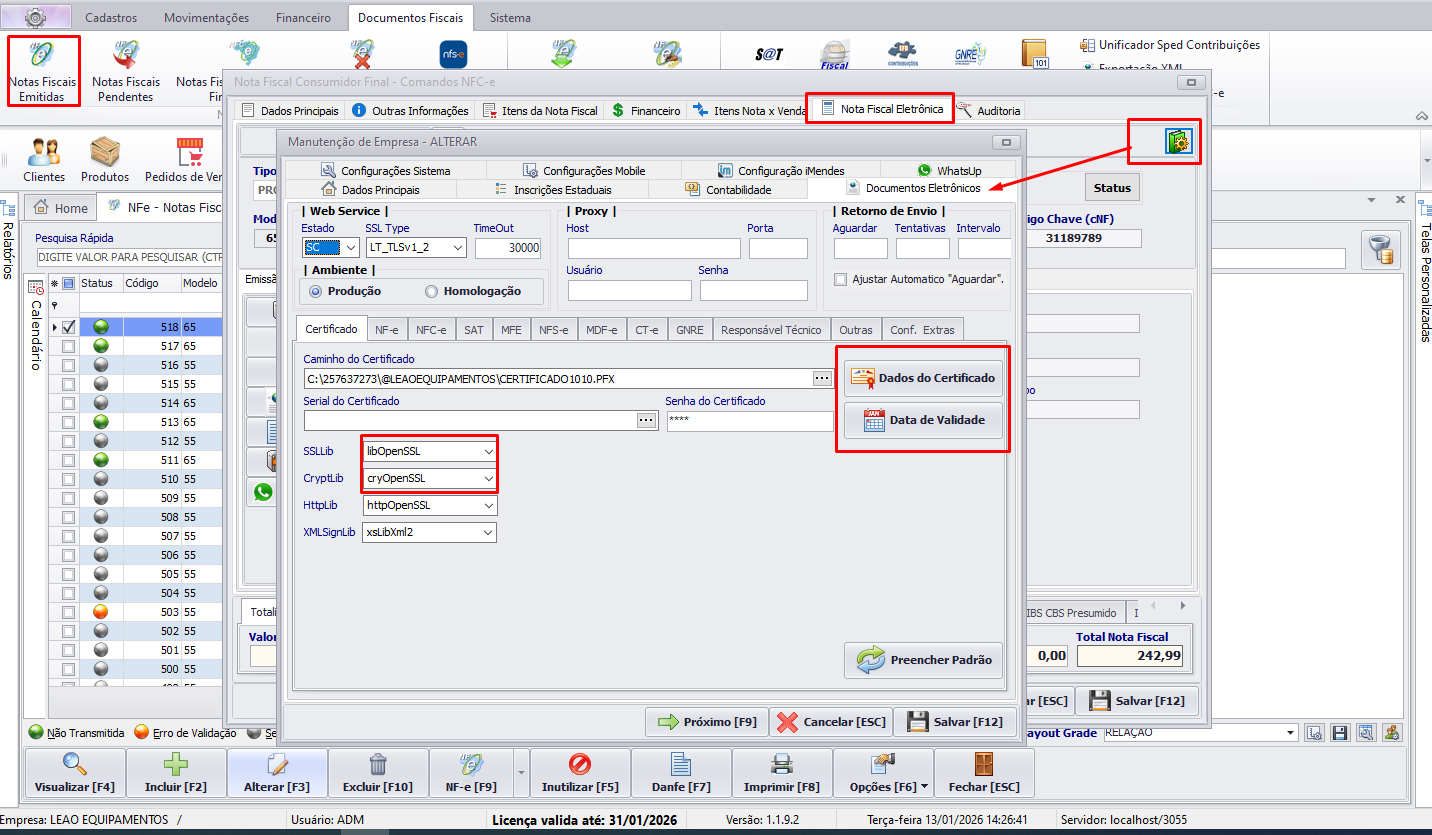 Cadastros Movimentações Financeiro Documentos Fiscais Sistema
Notas Fiscais
Emitidas
Notas Fiscais
Pendentes
nfs-e
S@T
Fiscal
CONTRIBUIÇÕES
GNRE
101
Unificador Sped Contribuições
Exportação XML
Nota Fiscal Consumidor Final - Comandos NFC-e
Dados Principais Outras Informações Itens da Nota Fiscal Financeiro Itens Nota x Venda Nota Fiscal Eletrônica Auditoria
Clientes Produtos
Manutenção de Empresa - ALTERAR
Configurações Sistema Configurações Mobile Configuração iMendes WhatsUp
Dados Principais Inscrições Estaduais Contabilidade Documentos Eletrônicos
Status
Home NFe - Notas Fisc
Relatórios
Calendário
Telas Personalizadas
Pesquisa Rápida
DIGITE VALOR PARA PESQUISAR (CTR
31189789
| Web Service | | Proxy | | Retorno de Envio |
Estado SSL Type TimeOut Host Porta Aguardar Tentativas Intervalo
SC LT_TLSv1_2 30000
| Ambiente | Usuário Senha Ajustar Automatico "Aguardar".
Produção Homologação
Status Código Modelo
518 65
517 65
516 55
515 55
514 65
513 65
512 55
511 65
510 55
509 55
508 55
507 55
506 55
505 55
504 55
503 55
502 55
501 55
500 55
Certificado NF-e NFC-e SAT MFE NFS-e MDF-e CT-e GNRE Responsável Técnico Outras Conf. Extras
Caminho do Certificado
C:\257637273\@LEAOEQUIPAMENTOS\CERTIFICADO1010.PFX ...
Dados do Certificado
Serial do Certificado Senha do Certificado
... ****
JAN
Data de Validade
SSLLib libOpenSSL
CryptLib cryOpenSSL
HttpLib httpOpenSSL
XMLSignLib xsLibXml2
Preencher Padrão
IBS CBS Presumido
Total Nota Fiscal
0,00 242,99
Próximo [F9] Cancelar [ESC] Salvar [F12]
[ESC] Salvar [F12]
Não Transmitida Erro de Validação
Grade RELAÇÃO
Visualizar [F4] Incluir [F2] Alterar [F3] Excluir [F10] NF-e [F9] Inutilizar [F5] Danfe [F7] Imprimir [F8] Opções [F6] Fechar [ESC]
Empresa: LEAO EQUIPAMENTOS / Usuário: ADM Licença valida até: 31/01/2026 Versão: 1.1.9.2 Terça-feira 13/01/2026 14:26:41 Servidor: localhost/3055